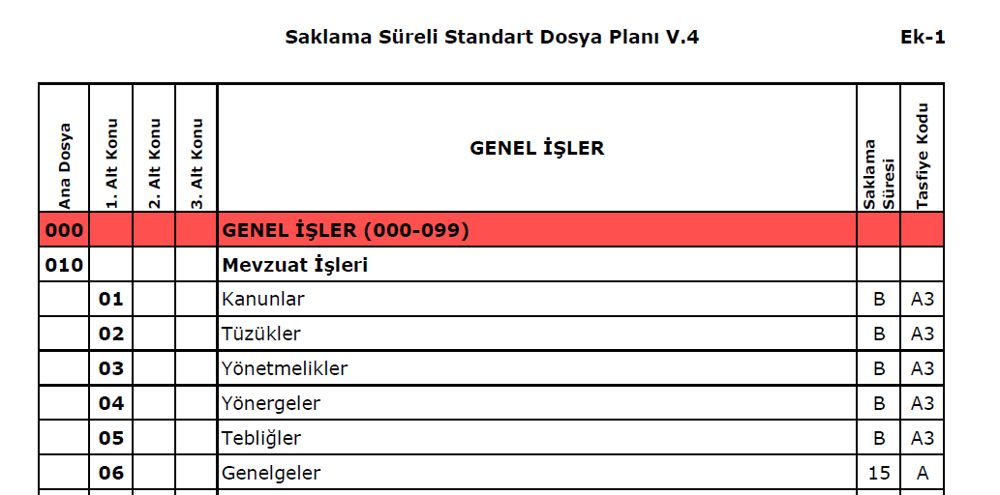 Saklama Süreli Standart Dosya Planı V.4 Ek-1
Ana Dosya 1. Alt Konu 2. Alt Konu 3. Alt Konu GENEL İŞLER Saklama Süresi Tasfiye Kodu
000 GENEL İŞLER (000-099)
010 Mevzuat İşleri
01 Kanunlar B A3
02 Tüzükler B A3
03 Yönetmelikler B A3
04 Yönergeler B A3
05 Tebliğler B A3
06 Genelgeler 15 A